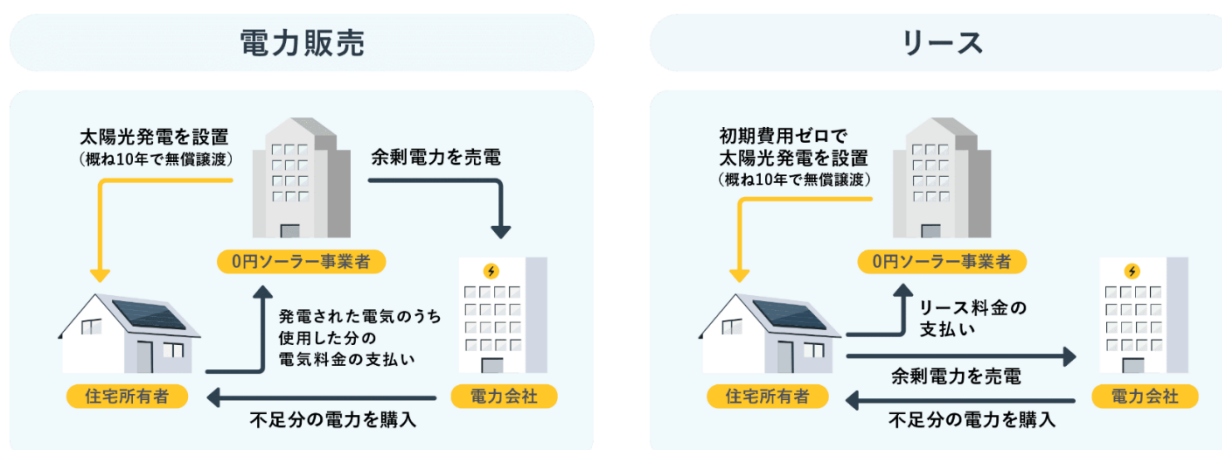 電力販売
太陽光発電を設置
（概ね10年で無償譲渡）
余剰電力を売電
0円ソーラー事業者
発電された電気のうち
使用した分の
電気料金の支払い
住宅所有者
電力会社
不足分の電力を購入
リース
初期費用ゼロで
太陽光発電を設置
（概ね10年で無償譲渡）
0円ソーラー事業者
リース料金の
支払い
余剰電力を売電
住宅所有者
電力会社
不足分の電力を購入